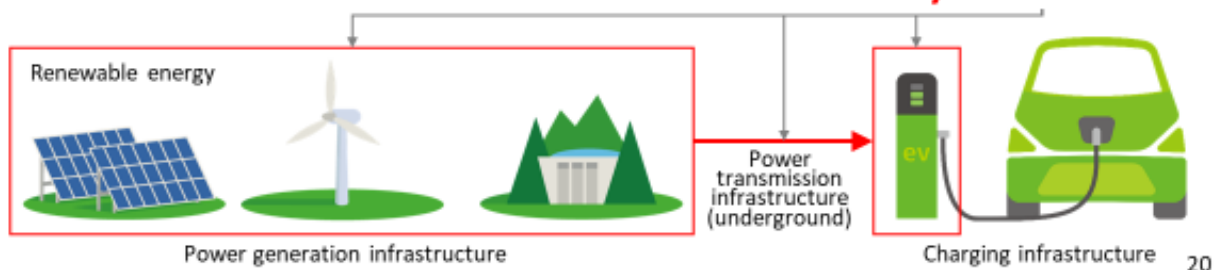 Renewable energy
Power
transmission
infrastructure
(underground)
ev
Power generation infrastructure
Charging infrastructure
20